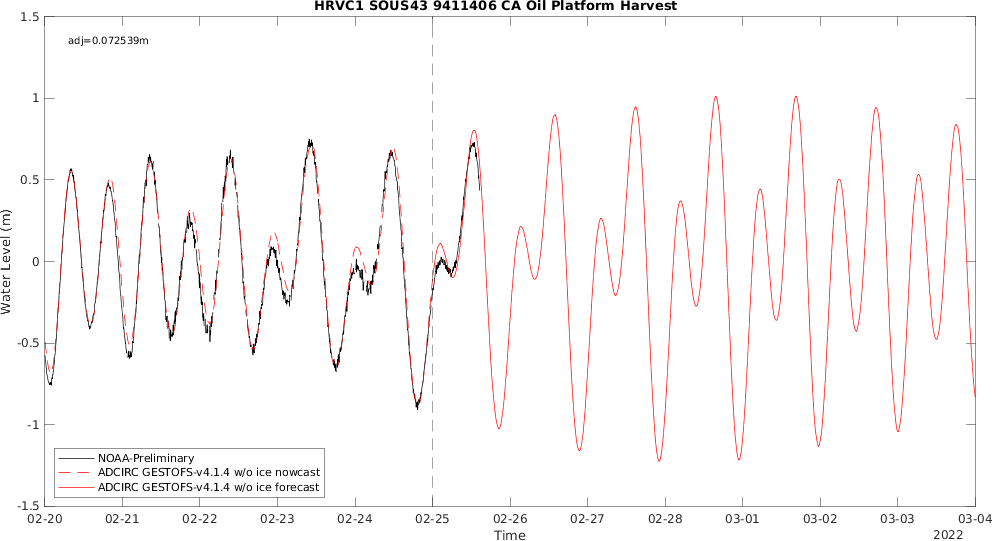 HRVC1 SOUS43 9411406 CA Oil Platform Harvest
adj=0.072539m
1.5
1
0.5
0
-0.5
-1
-1.5
Water Level (m)
NOAA-Preliminary
ADCIRC GESTOFS-v4.1.4 w/o ice nowcast
ADCIRC GESTOFS-v4.1.4 w/o ice forecast
02-20 02-21 02-22 02-23 02-24 02-25 02-26 02-27 02-28 03-01 03-02 03-03 03-04
Time
2022